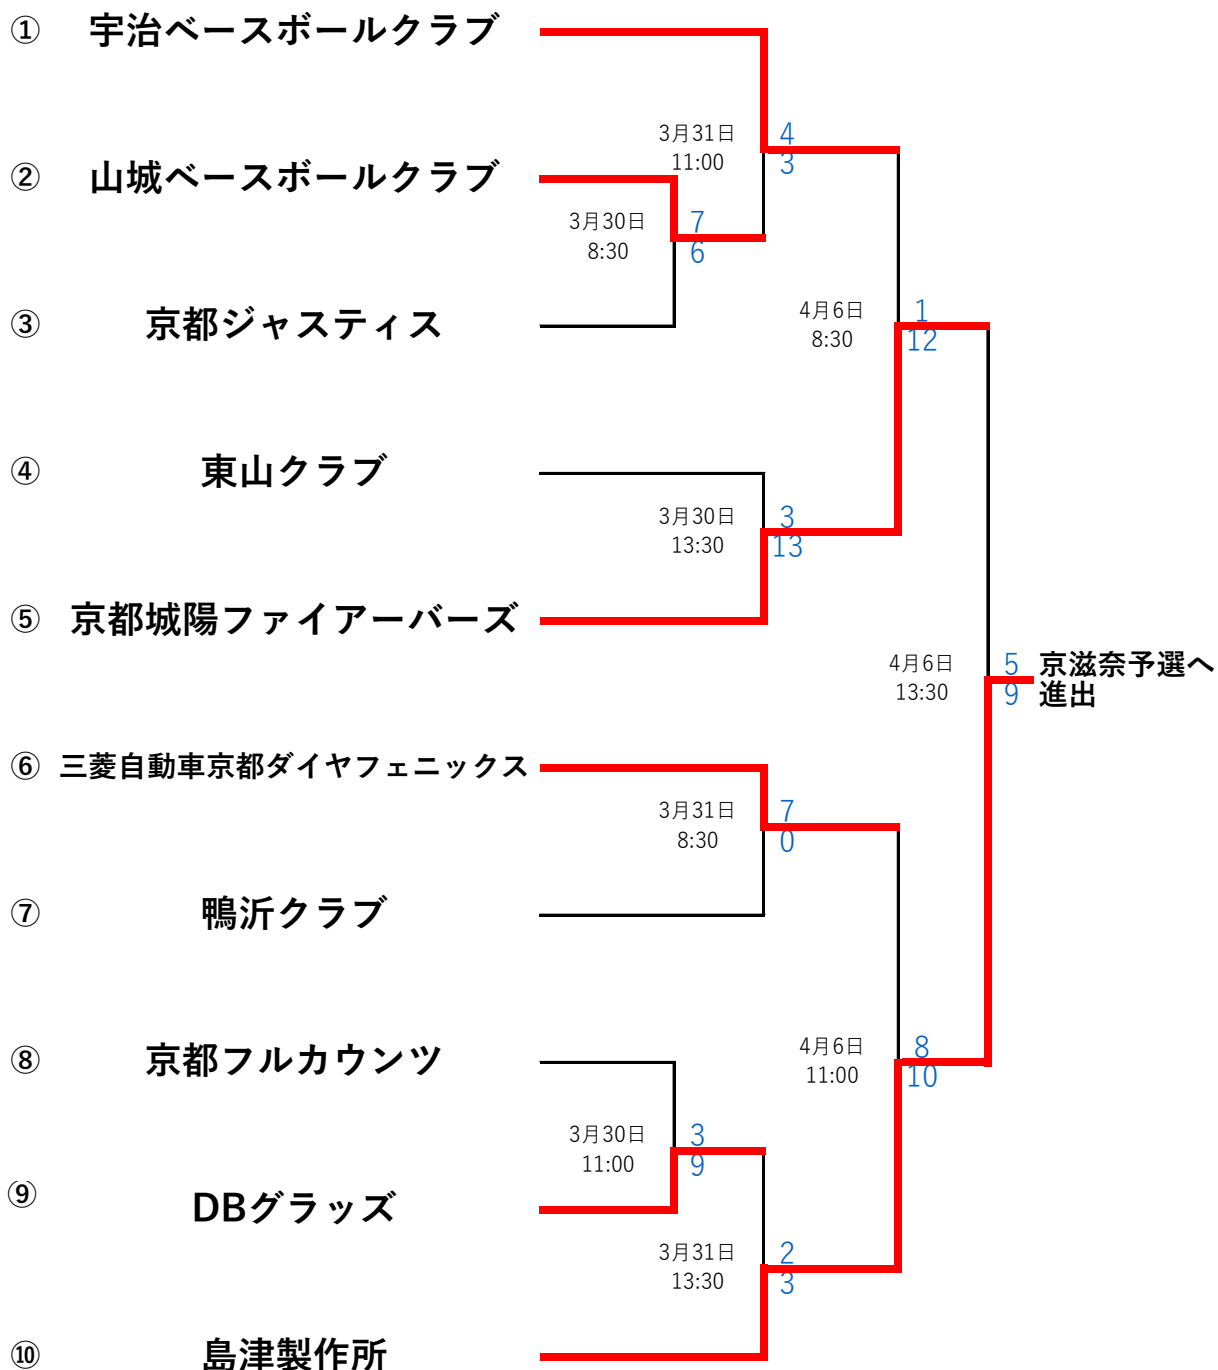 ① 宇治ベースボールクラブ
3月31日
11:00
4
3
② 山城ベースボールクラブ
3月30日
8:30
7
6
③ 京都ジャスティス
4月6日
8:30
1
12
④ 東山クラブ
3月30日
13:30
3
13
⑤ 京都城陽ファイアーバーズ
4月6日
13:30
5
9
京滋奈予選へ
進出
⑥ 三菱自動車京都ダイヤフェニックス
3月31日
8:30
7
0
⑦ 鴨沂クラブ
⑧ 京都フルカウンツ
4月6日
11:00
8
10
3月30日
11:00
3
9
⑨ DBグラッズ
3月31日
13:30
2
3
⑩ 島津製作所